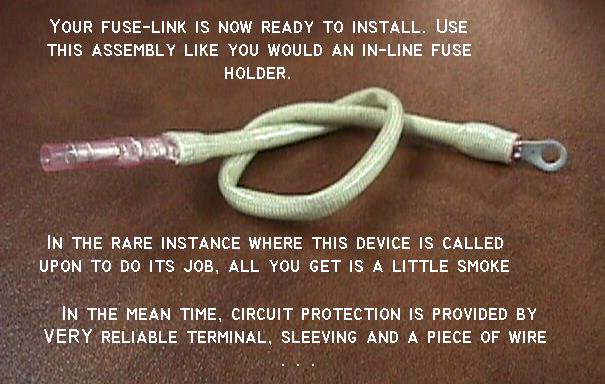 Your fuse-link is now ready to install. Use
this assembly like you would an in-line fuse
holder.
In the rare instance where this device is called
upon to do its job, all you get is a little smoke
In the mean time, circuit protection is provided by
VERY reliable terminal, sleeving and a piece of wire
. . .